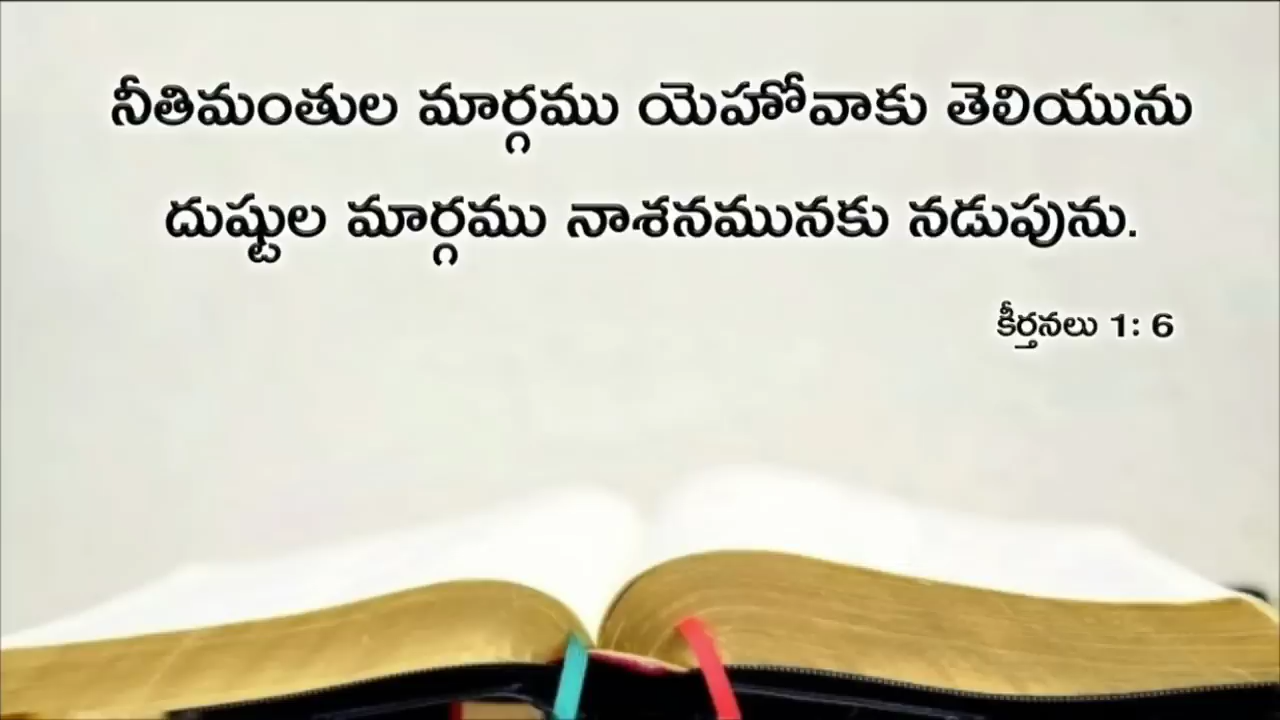 నీతిమంతుల మార్గము యెహోవాకు తెలియును
దుష్టుల మార్గము నాశనమునకు నడుపును.
కీర్తనలు 1: 6